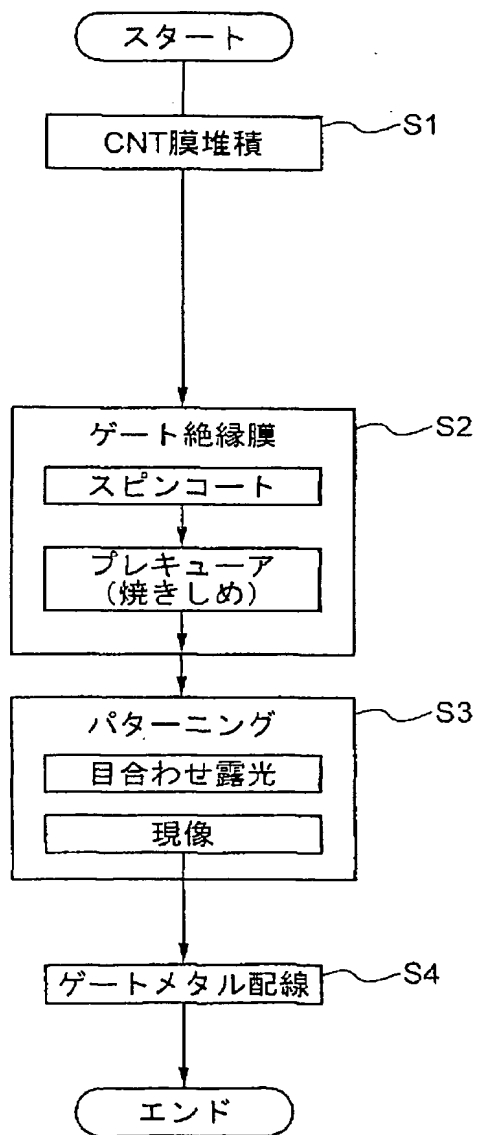 スタート
S1
CNT膜堆積
S2
ゲート絶縁膜
スピンコート
プレキュア
(焼きしめ)
S3
パターニング
目合わせ露光
現像
S4
ゲートメタル配線
エンド